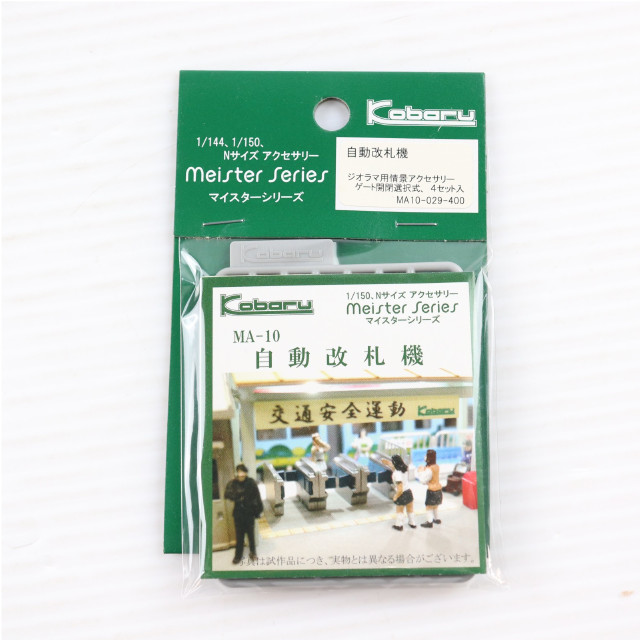 Kobaru
1/144、1/150、
Nサイズ アクセサリー
meister series
マイスターシリーズ
自動改札機
ジオラマ用情景アクセサリー
ゲート開閉選択式、4セット入
MA10-029-400
Kobaru
Kobaru
1/150、Nサイズ アクセサリー
meister series
マイスターシリーズ
MA-10
自動改札機
交通安全運動 Kobaru
写真は試作品につき、実物とは異なる場合がございます。